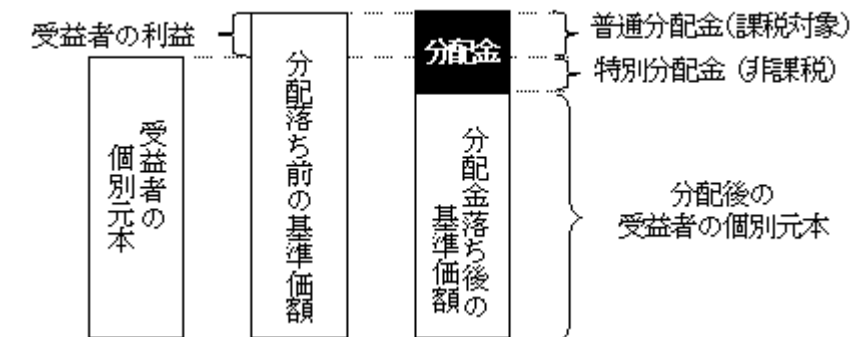 受益者の利益
受益者の
個別元本
分配落ち前の基準価額
分配金
分配金落ち後の
基準価額
普通分配金(課税対象)
特別分配金(非課税)
分配後の
受益者の個別元本